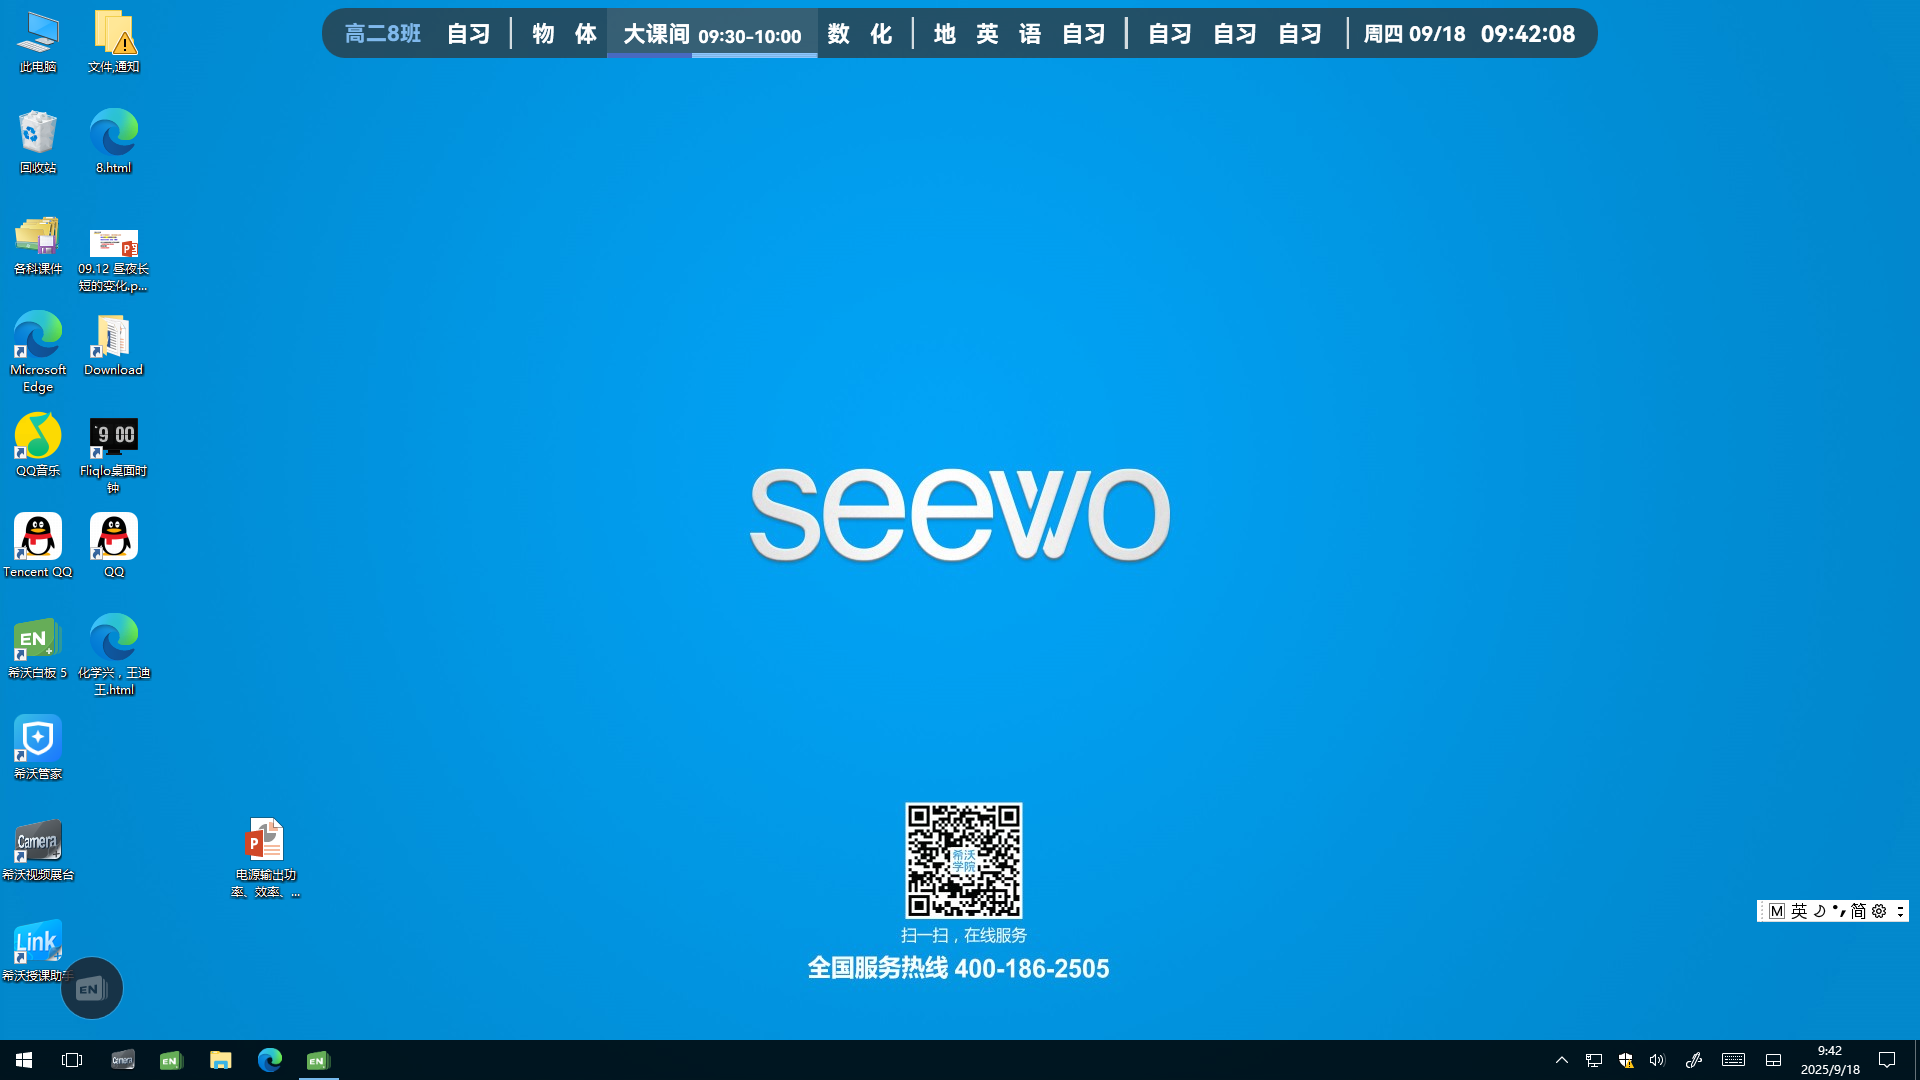 高二8班 自习 物 体 大课间 09:30-10:00 数 化 地 英 语 自习 自习 自习 自习 周四 09/18 09:42:08
此电脑
文件,通知
回收站
8.html
各科课件
09.12 昼夜长
短的变化.p...
Microsoft
Edge
Download
QQ音乐
9 00
Fliqlo桌面时
钟
Tencent QQ
QQ
EN
希沃白板 5
化学兴，王迪
王.html
希沃管家
Camera
希沃视频展台
电源输出功
率、效率、...
Link
希沃授课助手
EN
seewo
希沃
学院
扫一扫，在线服务
全国服务热线 400-186-2505
M 英 简
Camera
EN
EN
9:42
2025/9/18